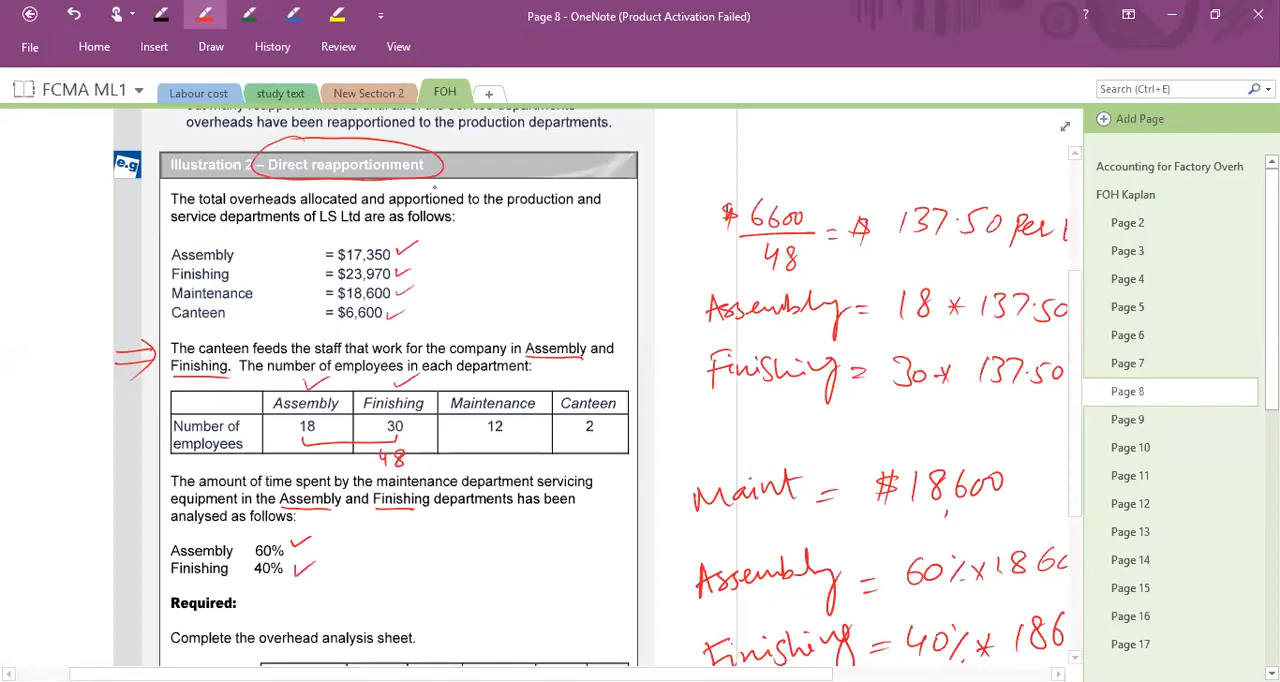 Page 8 - OneNote (Product Activation Failed)
?
File Home Insert Draw History Review View
FCMA ML1
Labour cost study text New Section 2 FOH
Search (Ctrl+E)
Add Page
Accounting for Factory Overh
FOH Kaplan
Page 2
Page 3
Page 4
Page 5
Page 6
Page 7
Page 8
Page 9
Page 10
Page 11
Page 12
Page 13
Page 14
Page 15
Page 16
Page 17
overheads have been reapportioned to the production departments.
e.g
Illustration 2 – Direct reapportionment
The total overheads allocated and apportioned to the production and
service departments of LS Ltd are as follows:
Assembly = $17,350
Finishing = $23,970
Maintenance = $18,600
Canteen = $6,600
The canteen feeds the staff that work for the company in Assembly and
Finishing. The number of employees in each department:
Assembly Finishing Maintenance Canteen
Number of employees 18 30 12 2
48
The amount of time spent by the maintenance department servicing
equipment in the Assembly and Finishing departments has been
analysed as follows:
Assembly 60%
Finishing 40%
Required:
Complete the overhead analysis sheet.
$ 6600
48
= $ 137.50 per
Assembly = 18 * 137.50
Finishing = 30 * 137.50
Maint = $18,600
Assembly = 60% x 1860
Finishing = 40% * 186